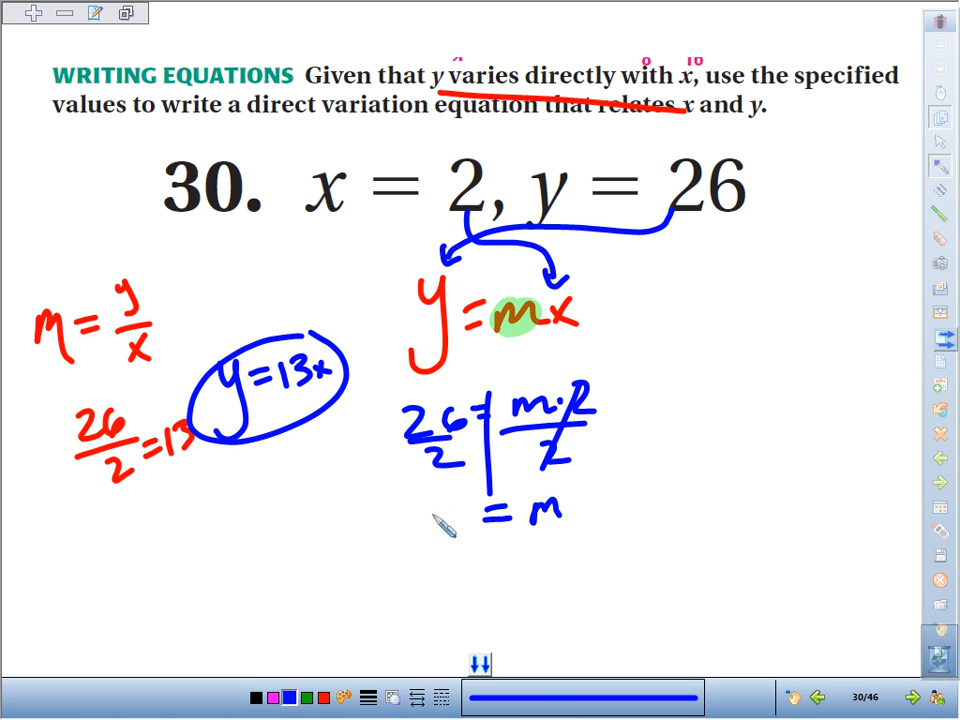 WRITING EQUATIONS Given that y varies directly with x, use the specified
values to write a direct variation equation that relates x and y.
30. x = 2, y = 26
y = mx
m = y/x
y = 13x
26/2 = 13
26/2 = m · 2/2
= m
30/46